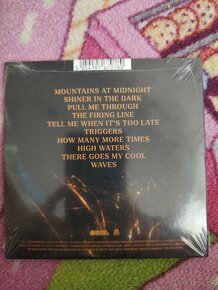 MOUNTAINS AT MIDNIGHT
SHINER IN THE DARK
PULL ME THROUGH
THE FIRING LINE
TELL ME WHEN IT'S TOO LATE
TRIGGERS
HOW MANY MORE TIMES
HIGH WATERS
THERE GOES MY COOL
WAVES